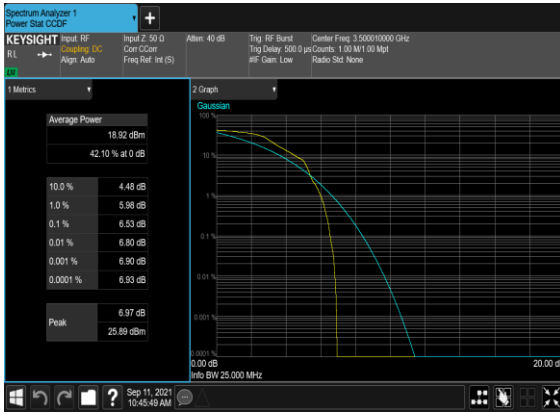 Spectrum Analyzer 1
Power Stat CCDF
KEYSIGHT
Input: RF
Input Z: 50 Ω
Atten: 40 dB
Trig: RF Burst
Center Freq: 3.500010000 GHz
RL
Coupling: DC
Corr CCorr
Trig Delay: 500.0 µs
Counts: 1.00 M/1.00 Mpt
Align: Auto
Freq Ref: Int (S)
#IF Gain: Low
Radio Std: None
1 Metrics
2 Graph
Average Power
18.92 dBm
42.10 % at 0 dB
10.0 % 4.48 dB
1.0 % 5.98 dB
0.1 % 6.53 dB
0.01 % 6.80 dB
0.001 % 6.90 dB
0.0001 % 6.93 dB
Peak
6.97 dB
25.89 dBm
Gaussian
100 %
10 %
1 %
0.1 %
0.01 %
0.001 %
0.0001 %
0.00 dB
20.00 d
Info BW 25.000 MHz
?
Sep 11, 2021
10:45:49 AM